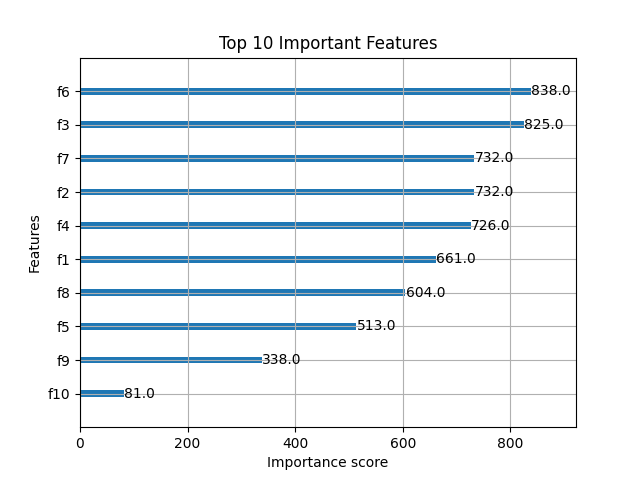 Top 10 Important Features
Features
f6 838.0
f3 825.0
f7 732.0
f2 732.0
f4 726.0
f1 661.0
f8 604.0
f5 513.0
f9 338.0
f10 81.0
0 200 400 600 800
Importance score